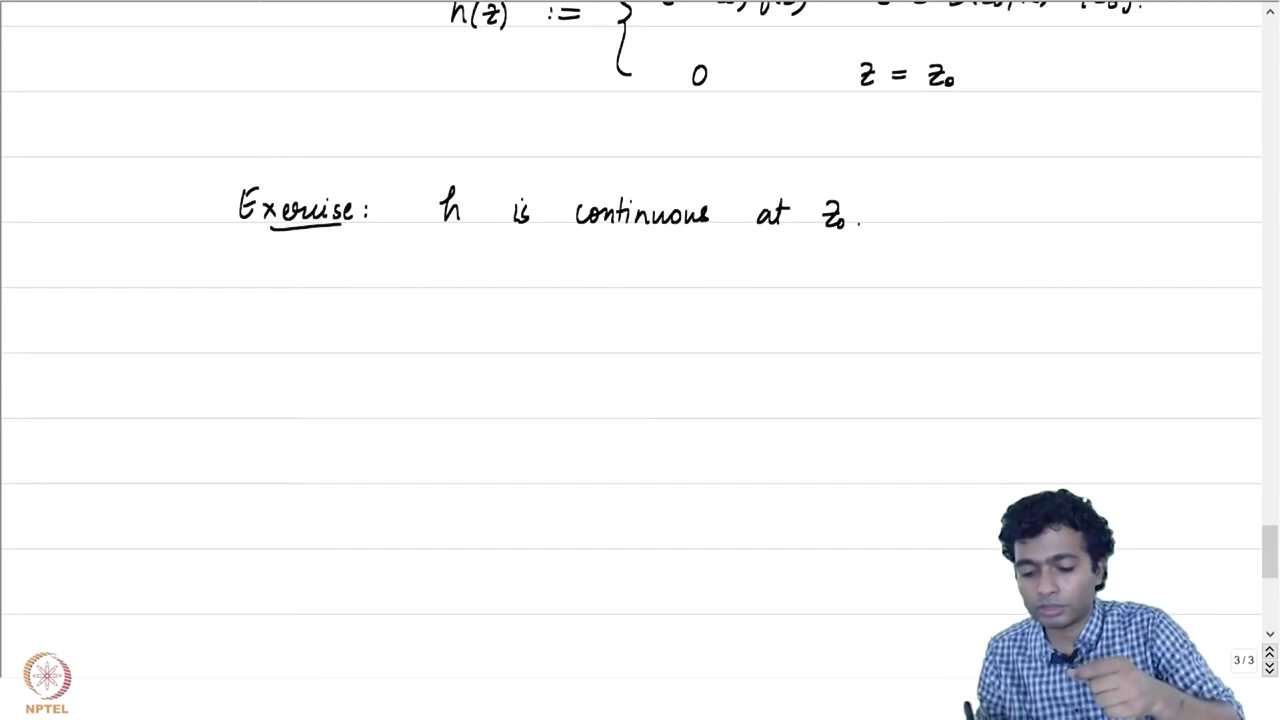 h(z) := {
0 z = z₀
Exercise: h is continuous at z₀.
3 / 3
NPTEL